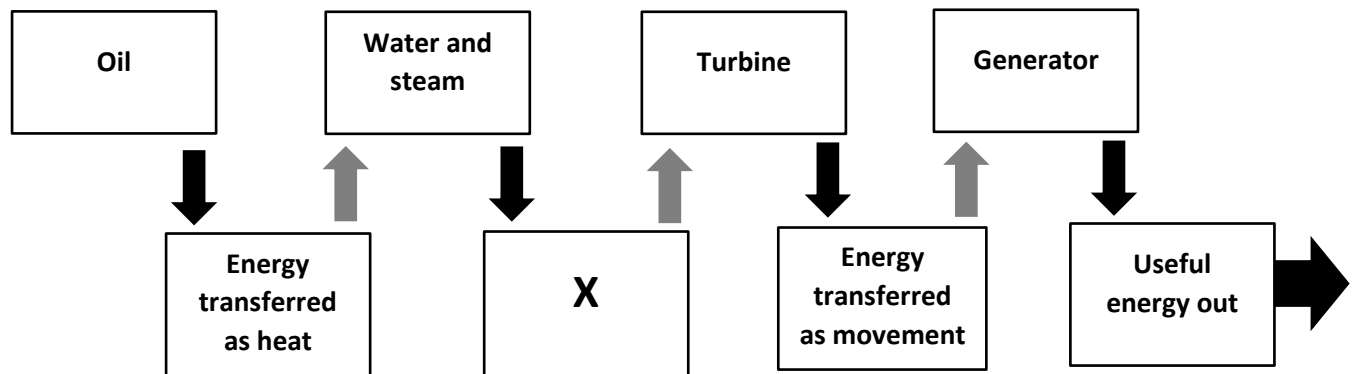 Oil
Water and
steam
Turbine
Generator
Energy
transferred
as heat
X
Energy
transferred
as movement
Useful
energy out